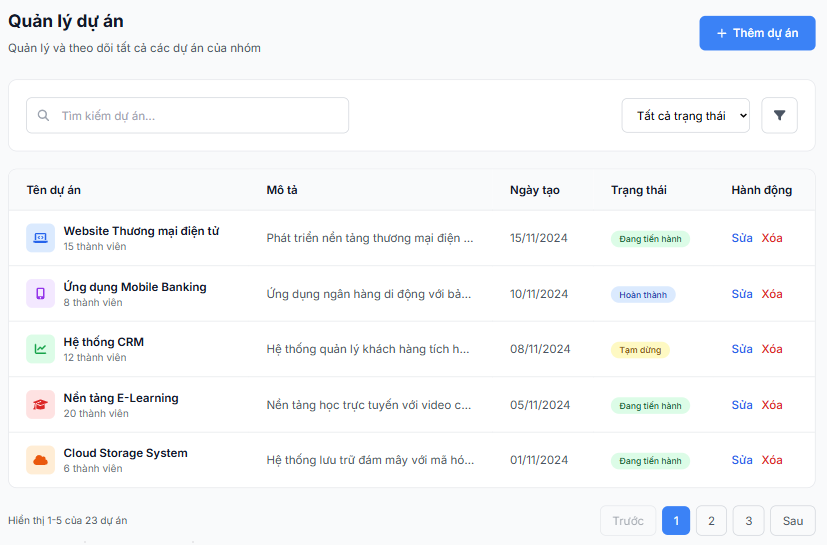 Quản lý dự án
Quản lý và theo dõi tất cả các dự án của nhóm
Thêm dự án
Tìm kiếm dự án...
Tất cả trạng thái
Tên dự án Mô tả Ngày tạo Trạng thái Hành động
Website Thương mại điện tử
15 thành viên
Phát triển nền tảng thương mại điện ... 15/11/2024 Đang tiến hành Sửa Xóa
Ứng dụng Mobile Banking
8 thành viên
Ứng dụng ngân hàng di động với bả... 10/11/2024 Hoàn thành Sửa Xóa
Hệ thống CRM
12 thành viên
Hệ thống quản lý khách hàng tích h... 08/11/2024 Tạm dừng Sửa Xóa
Nền tảng E-Learning
20 thành viên
Nền tảng học trực tuyến với video c... 05/11/2024 Đang tiến hành Sửa Xóa
Cloud Storage System
6 thành viên
Hệ thống lưu trữ đám mây với mã hó... 01/11/2024 Đang tiến hành Sửa Xóa
Hiển thị 1-5 của 23 dự án
Trước 1 2 3 Sau